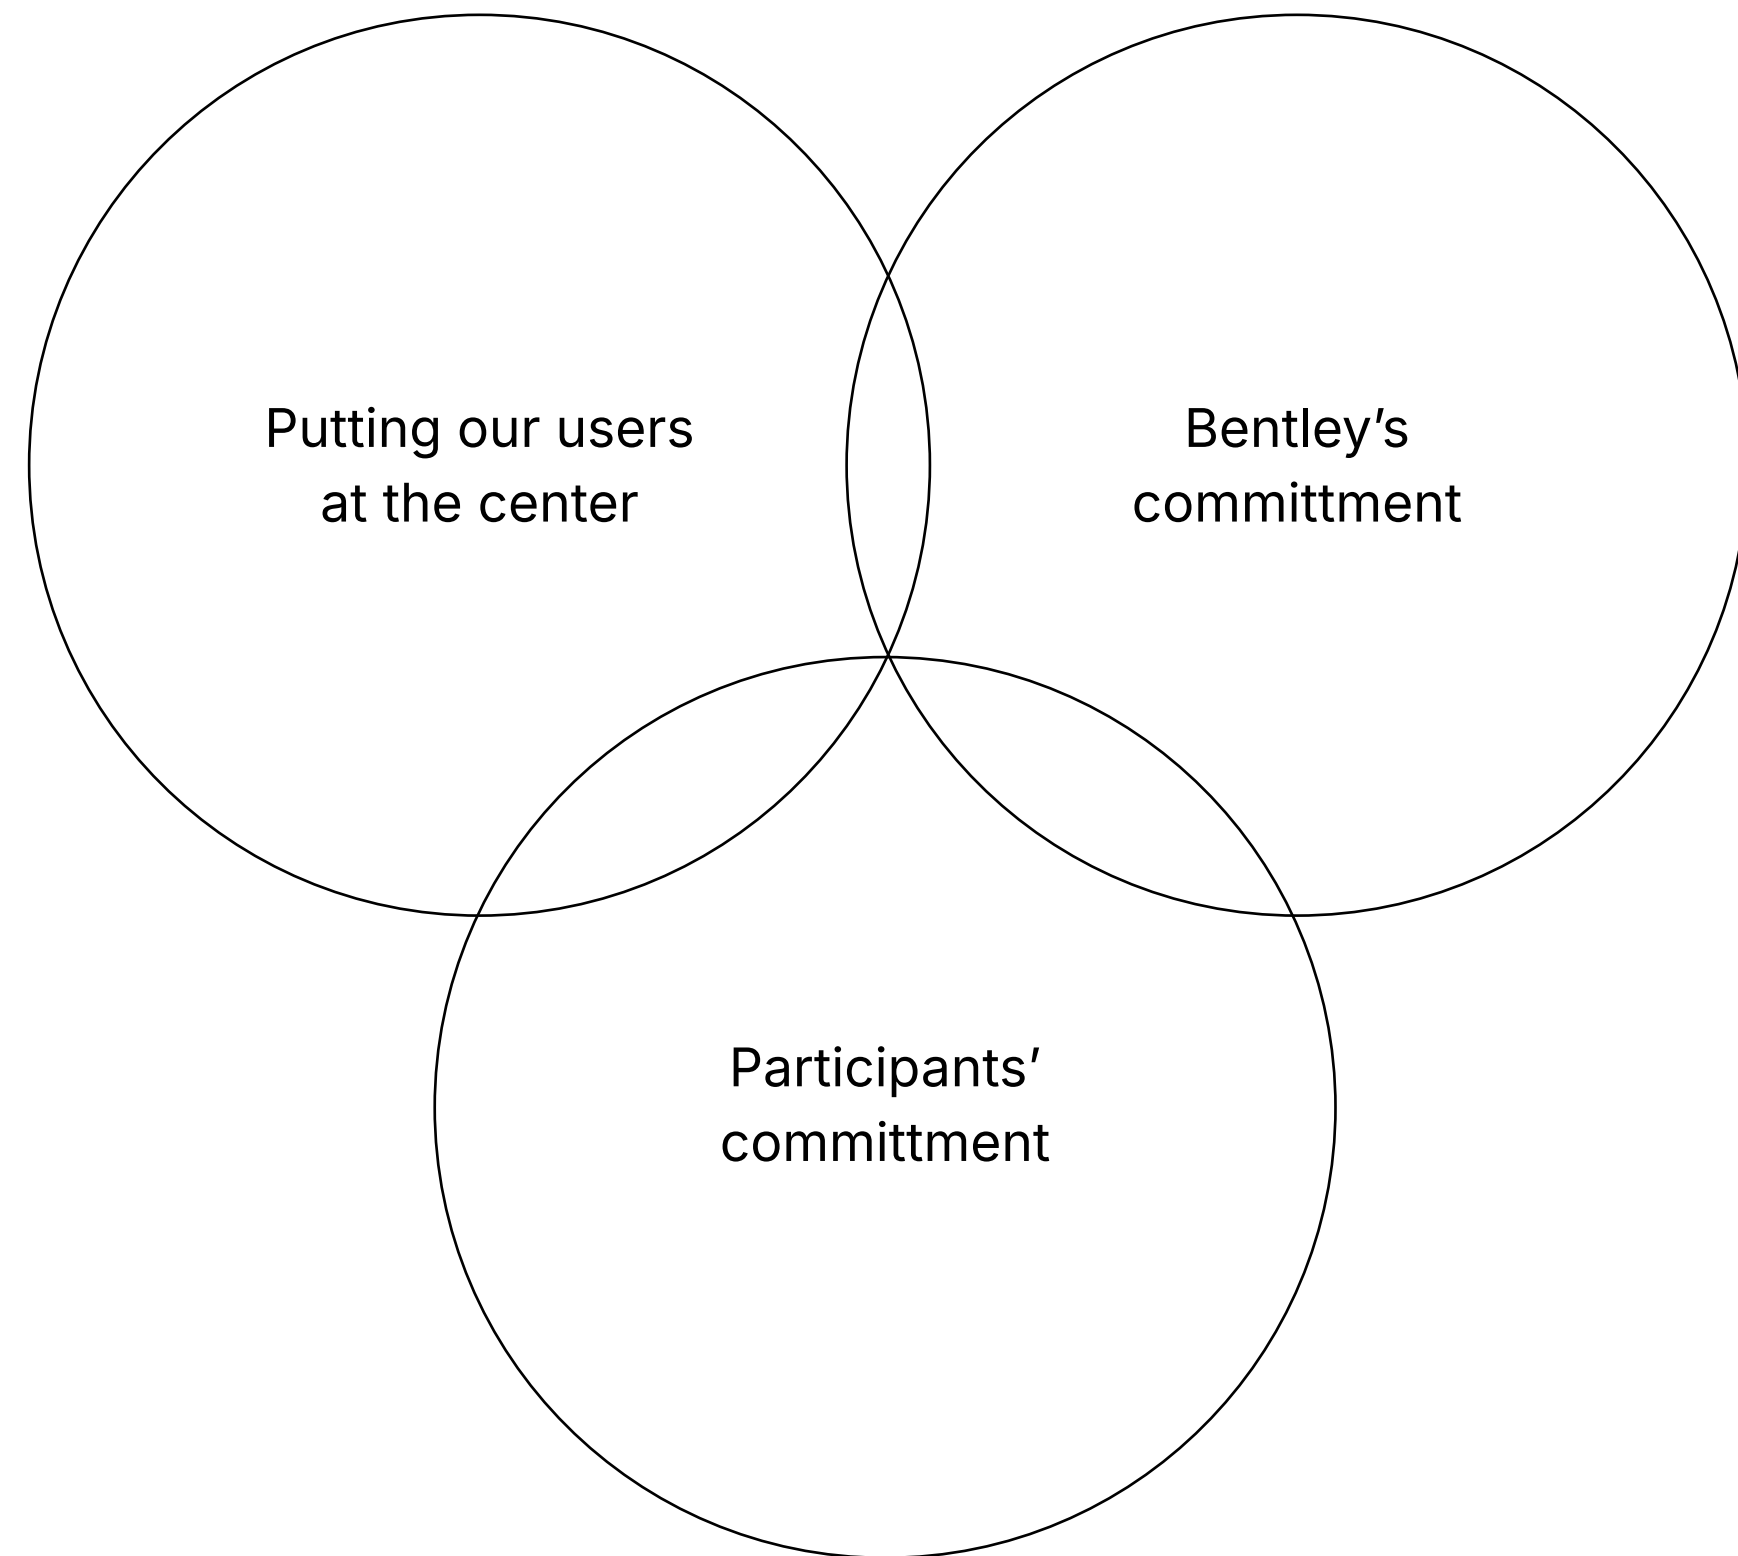 Putting our users
at the center
Bentley’s
committment
Participants’
committment